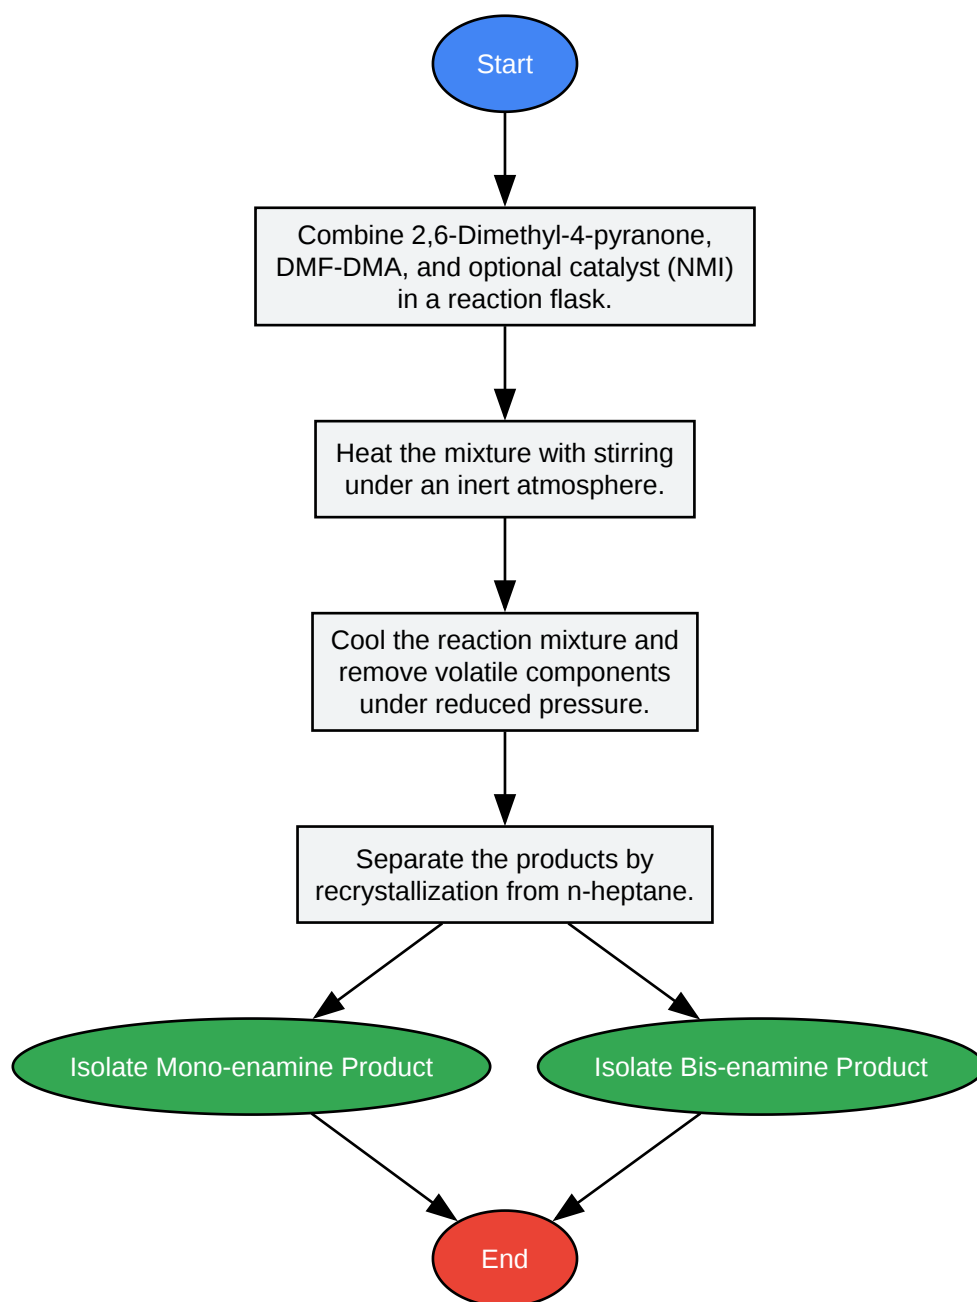 Start
Combine 2,6-Dimethyl-4-pyranone,
DMF-DMA, and optional catalyst (NMI)
in a reaction flask.
Heat the mixture with stirring
under an inert atmosphere.
Cool the reaction mixture and
remove volatile components
under reduced pressure.
Separate the products by
recrystallization from n-heptane.
Isolate Mono-enamine Product
Isolate Bis-enamine Product
End